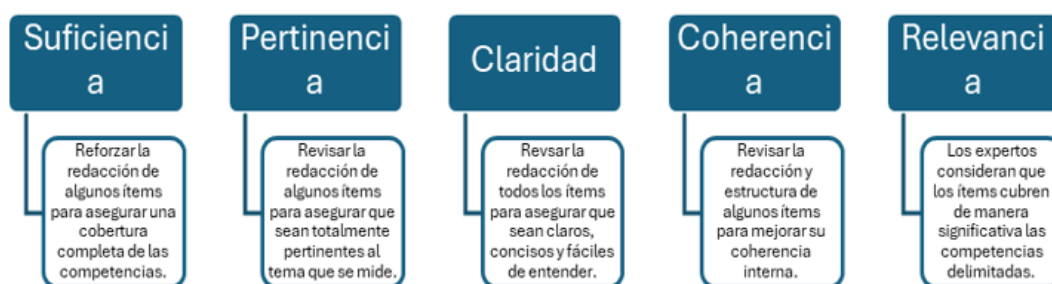 Suficienci
a
Reforzar la
redacción de
algunos ítems
para asegurar una
cobertura
completa de las
competencias.
Pertinenci
a
Revisar la
redacción de
algunos ítems
para asegurar que
sean totalmente
pertinentes al
tema que se mide.
Claridad
Revsar la
redacción de
todos los ítems
para asegurar que
sean claros,
concisos y fáciles
de entender.
Coherenci
a
Revisar la
redacción y
estructura de
algunos ítems
para mejorar su
coherencia
interna.
Relevanci
a
Los expertos
consideran que
los ítems cubren
de manera
significativa las
competencias
delimitadas.